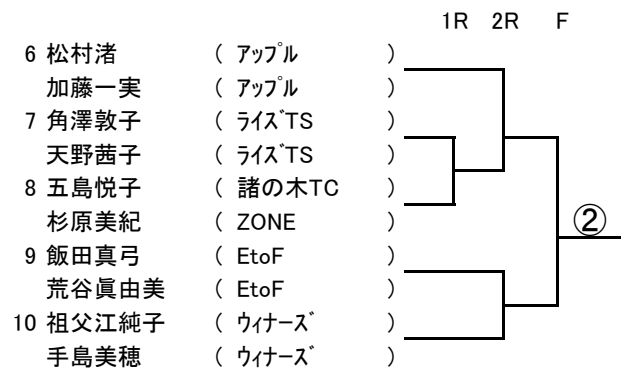 1R 2R F
6 松村渚 ( アップル )
加藤一実 ( アップル )
7 角澤敦子 ( ライズTS )
天野茜子 ( ライズTS )
8 五島悦子 ( 諸の木TC )
杉原美紀 ( ZONE )
②
9 飯田真弓 ( EtoF )
荒谷眞由美 ( EtoF )
10 祖父江純子 ( ウィナーズ )
手島美穂 ( ウィナーズ )